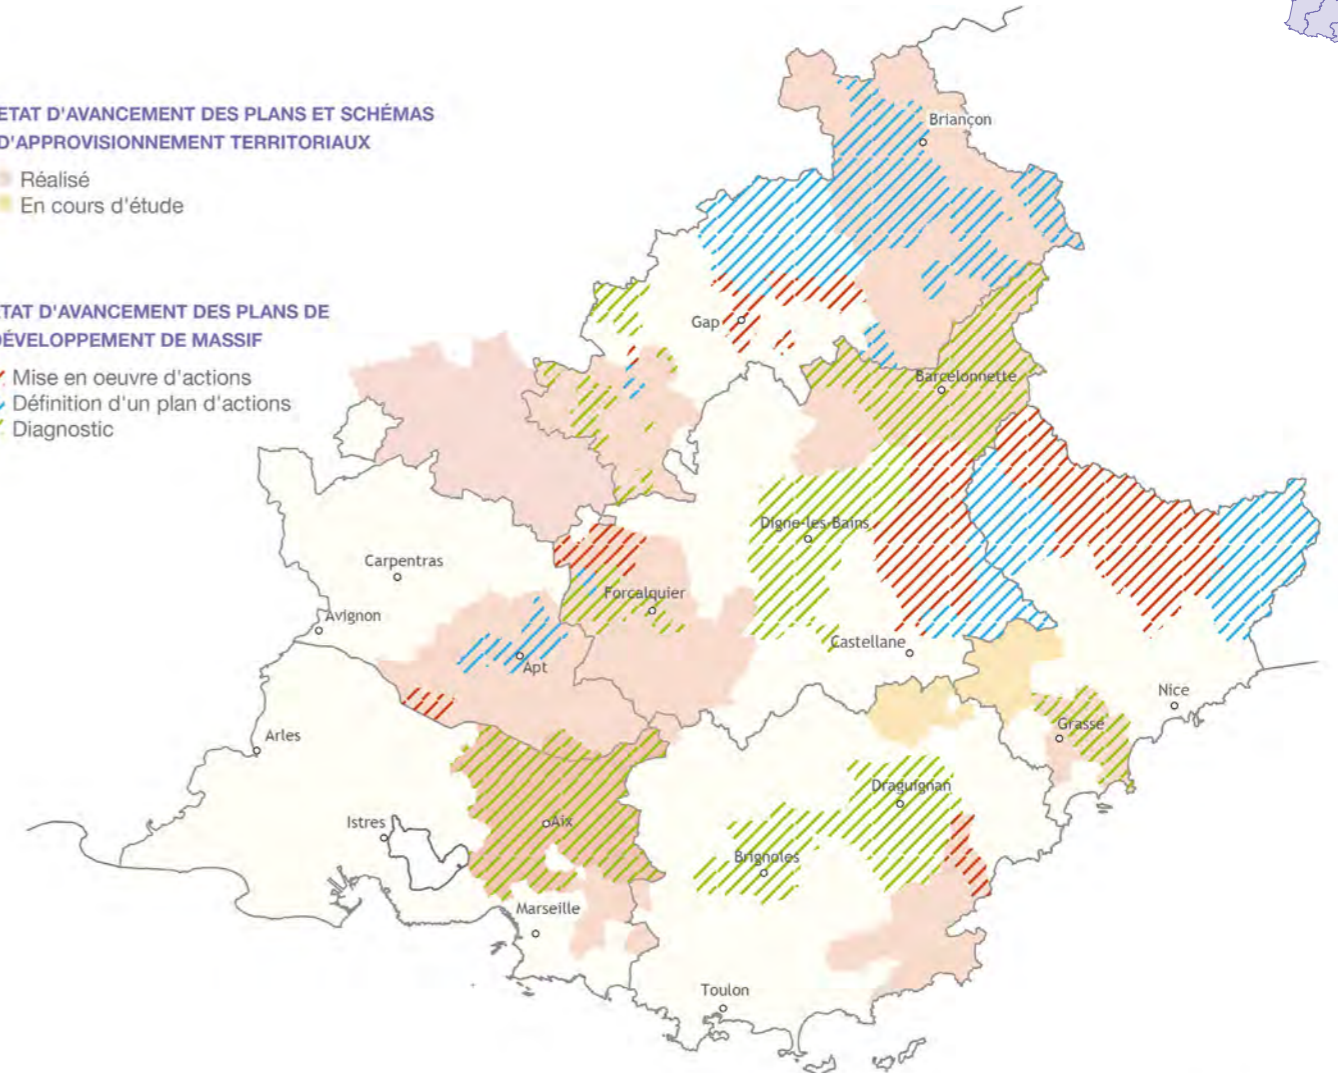 ETAT D'AVANCEMENT DES PLANS ET SCHÉMAS
D'APPROVISIONNEMENT TERRITORIAUX
Réalisé
En cours d'étude
ETAT D'AVANCEMENT DES PLANS DE
DÉVELOPPEMENT DE MASSIF
Mise en oeuvre d'actions
Définition d'un plan d'actions
Diagnostic
Briançon
Gap
Barcelonnette
Digne-les-Bains
Carpentras
Forcalquier
Avignon
Castellane
Apt
Nice
Grasse
Arles
Draguignan
Istres
Aix
Brignoles
Marseille
Toulon